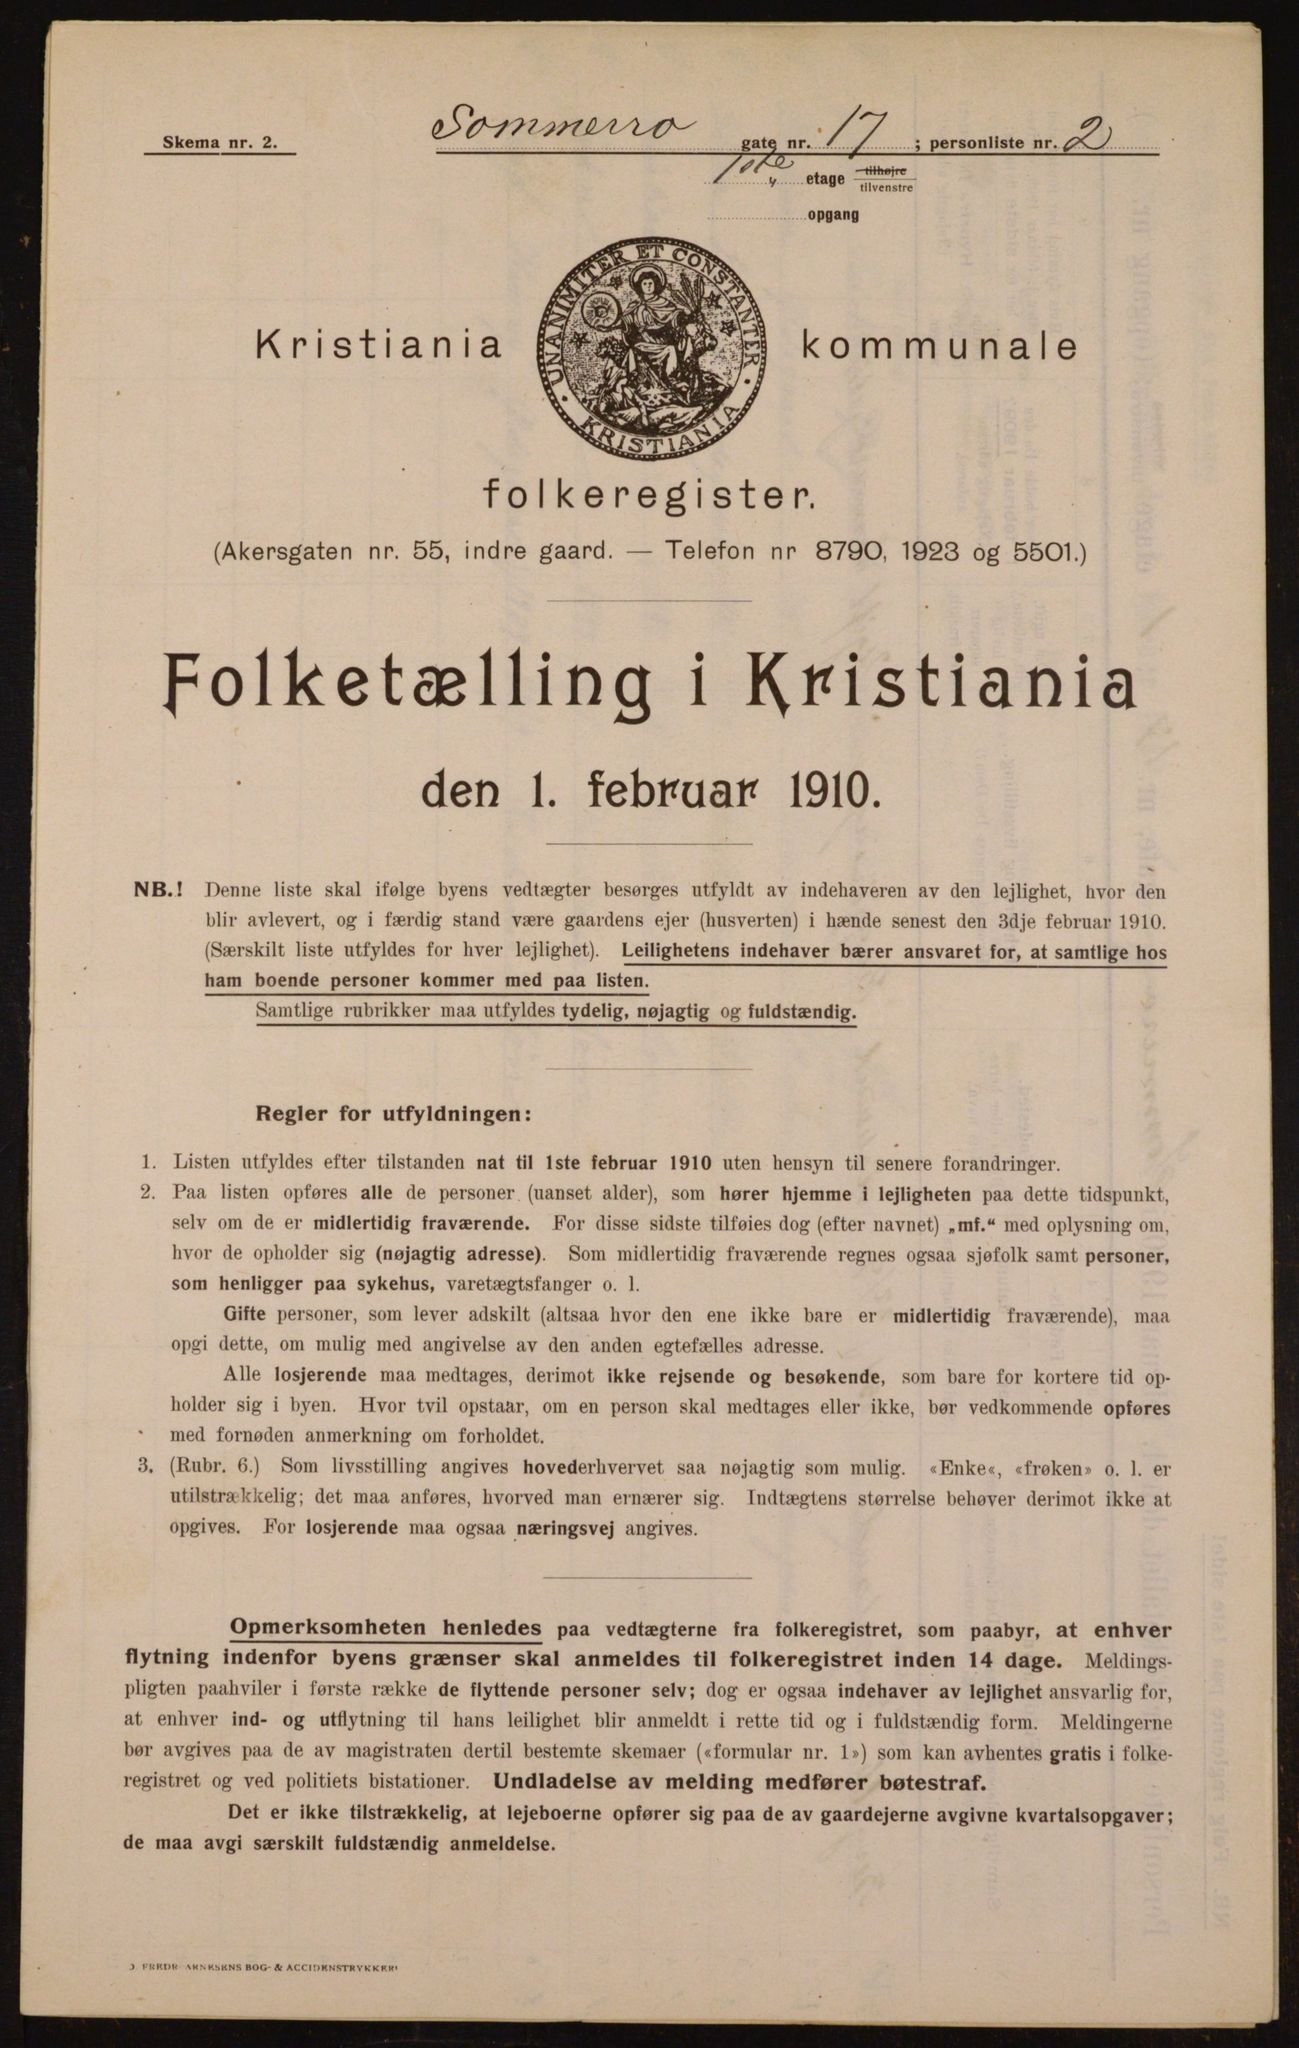 Skema nr. 2.
Sommerro gate nr. 17; personliste nr. 2
1ste etage tilhøjre
tilvenstre
opgang
UNANIMITER ET CONSTANTER
KRISTIANIA
Kristiania kommunale
folkeregister.
(Akersgaten nr. 55, indre gaard. — Telefon nr 8790, 1923 og 5501.)
Folketælling i Kristiania
den 1. februar 1910.
NB.! Denne liste skal ifølge byens vedtægter besørges utfyldt av indehaveren av den lejlighet, hvor den
blir avlevert, og i færdig stand være gaardens ejer (husverten) i hænde senest den 3dje februar 1910.
(Særskilt liste utfyldes for hver lejlighet). Leilighetens indehaver bærer ansvaret for, at samtlige hos
ham boende personer kommer med paa listen.
Samtlige rubrikker maa utfyldes tydelig, nøjagtig og fuldstændig.
Regler for utfyldningen:
1. Listen utfyldes efter tilstanden nat til 1ste februar 1910 uten hensyn til senere forandringer.
2. Paa listen opføres alle de personer (uanset alder), som hører hjemme i lejligheten paa dette tidspunkt,
selv om de er midlertidig fraværende. For disse sidste tilføies dog (efter navnet) „mf.“ med oplysning om,
hvor de opholder sig (nøjagtig adresse). Som midlertidig fraværende regnes ogsaa sjøfolk samt personer,
som henligger paa sykehus, varetægtsfanger o. l.
Gifte personer, som lever adskilt (altsaa hvor den ene ikke bare er midlertidig fraværende), maa
opgi dette, om mulig med angivelse av den anden egtefælles adresse.
Alle losjerende maa medtages, derimot ikke rejsende og besøkende, som bare for kortere tid op-
holder sig i byen. Hvor tvil opstaar, om en person skal medtages eller ikke, bør vedkommende opføres
med fornøden anmerkning om forholdet.
3. (Rubr. 6.) Som livsstilling angives hovederhvervet saa nøjagtig som mulig. «Enke«, «frøken» o. l. er
utilstrækkelig; det maa anføres, hvorved man ernærer sig. Indtægtens størrelse behøver derimot ikke at
opgives. For losjerende maa ogsaa næringsvej angives.
Opmerksomheten henledes paa vedtægterne fra folkeregistret, som paabyr, at enhver
flytning indenfor byens grænser skal anmeldes til folkeregistret inden 14 dage. Meldings-
pligten paahviler i første række de flyttende personer selv; dog er ogsaa indehaver av lejlighet ansvarlig for,
at enhver ind- og utflytning til hans leilighet blir anmeldt i rette tid og i fuldstændig form. Meldingerne
bør avgives paa de av magistraten dertil bestemte skemaer («formular nr. 1») som kan avhentes gratis i folke-
registret og ved politiets bistationer. Undladelse av melding medfører bøtestraf.
Det er ikke tilstrækkelig, at lejeboerne opfører sig paa de av gaardejerne avgivne kvartalsopgaver;
de maa avgi særskilt fuldstændig anmeldelse.
O. FREDR ARNESENS BOG- & ACCIDENSTRYKKERI